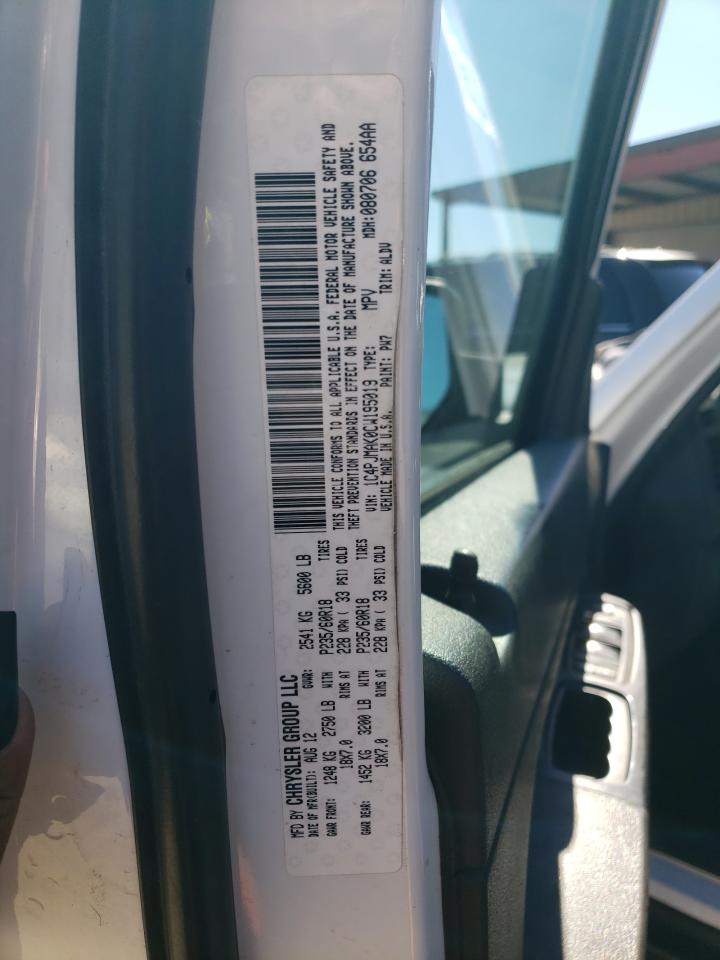 MFD BY CHRYSLER GROUP LLC
DATE OF MFR(BUILT): AUG 12 GVWR: 2541 KG 5600 LB
GAWR FRONT: 1248 KG 2750 LB WITH P235/60R18 TIRES
18X7.0 RIMS AT 228 KPA ( 33 PSI) COLD
GAWR REAR: 1452 KG 3200 LB WITH P235/60R18 TIRES
18X7.0 RIMS AT 228 KPA ( 33 PSI) COLD
THIS VEHICLE CONFORMS TO ALL APPLICABLE U.S.A. FEDERAL MOTOR VEHICLE SAFETY AND
THEFT PREVENTION STANDARDS IN EFFECT ON THE DATE OF MANUFACTURE SHOWN ABOVE.
VIN: 1C4PJMAK0CW195019 TYPE: MPV MDH:080706 654AA
VEHICLE MADE IN U.S.A. PAINT: PW7 TRIM: ALDV